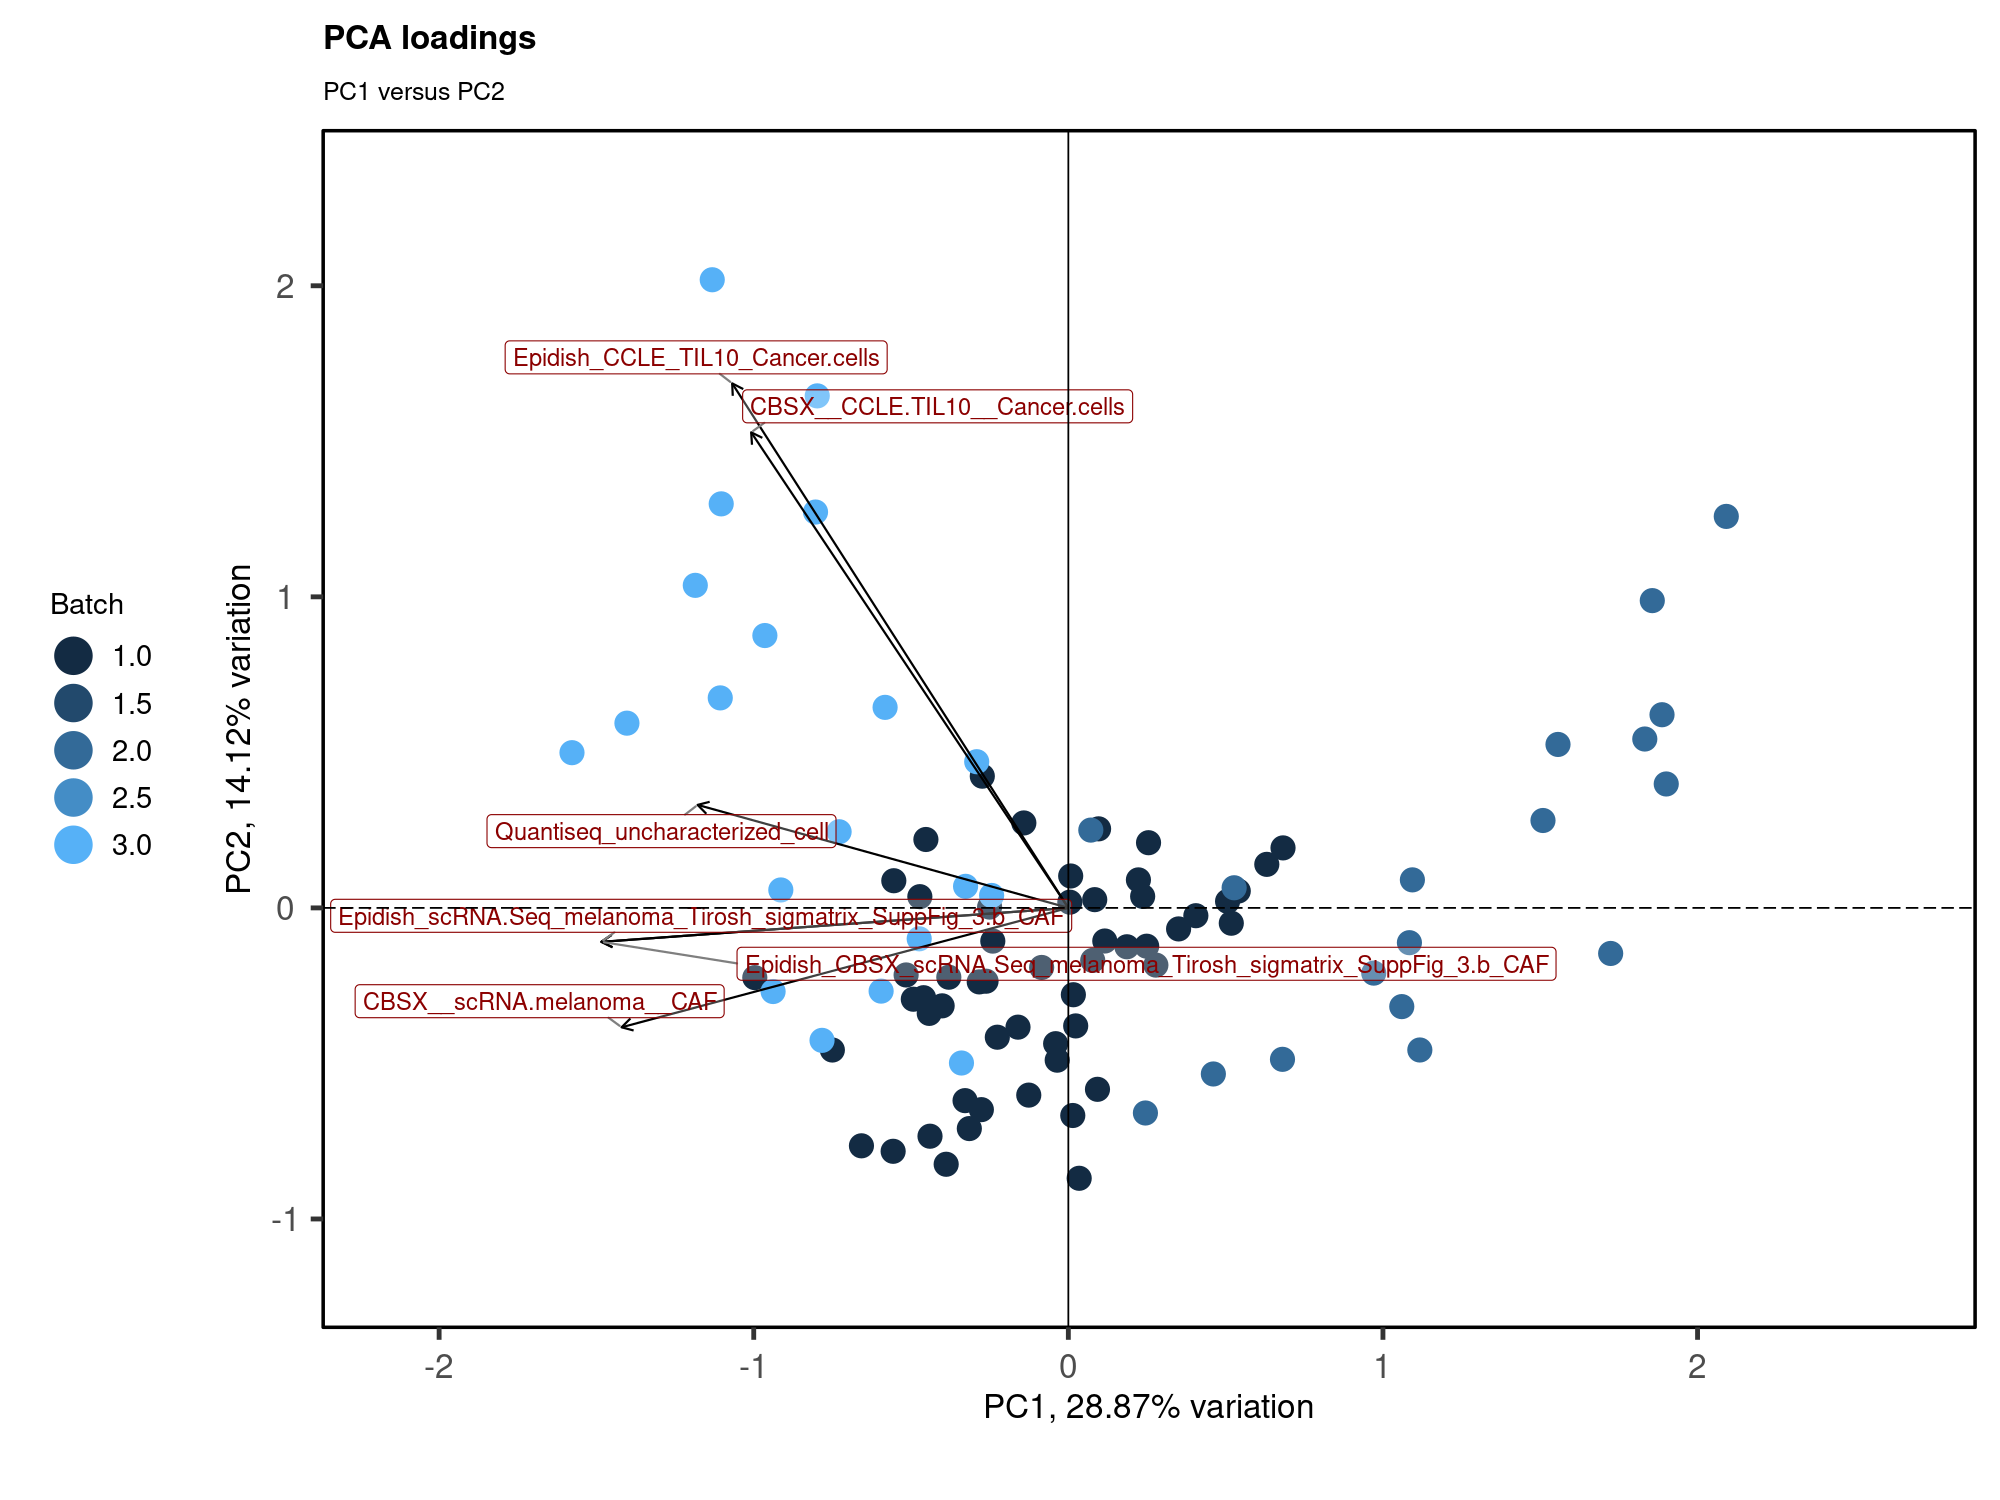 PCA loadings
PC1 versus PC2
Batch
1.0
1.5
2.0
2.5
3.0
PC2, 14.12% variation
2
1
0
-1
Epidish_CCLE_TIL10_Cancer.cells
CBSX__CCLE.TIL10__Cancer.cells
Quantiseq_uncharacterized_cell
Epidish_scRNA.Seq_melanoma_Tirosh_sigmatrix_SuppFig_3.b_CAF
Epidish_CBSX_scRNA.Seq_melanoma_Tirosh_sigmatrix_SuppFig_3.b_CAF
CBSX__scRNA.melanoma__CAF
-2
-1
0
1
2
PC1, 28.87% variation